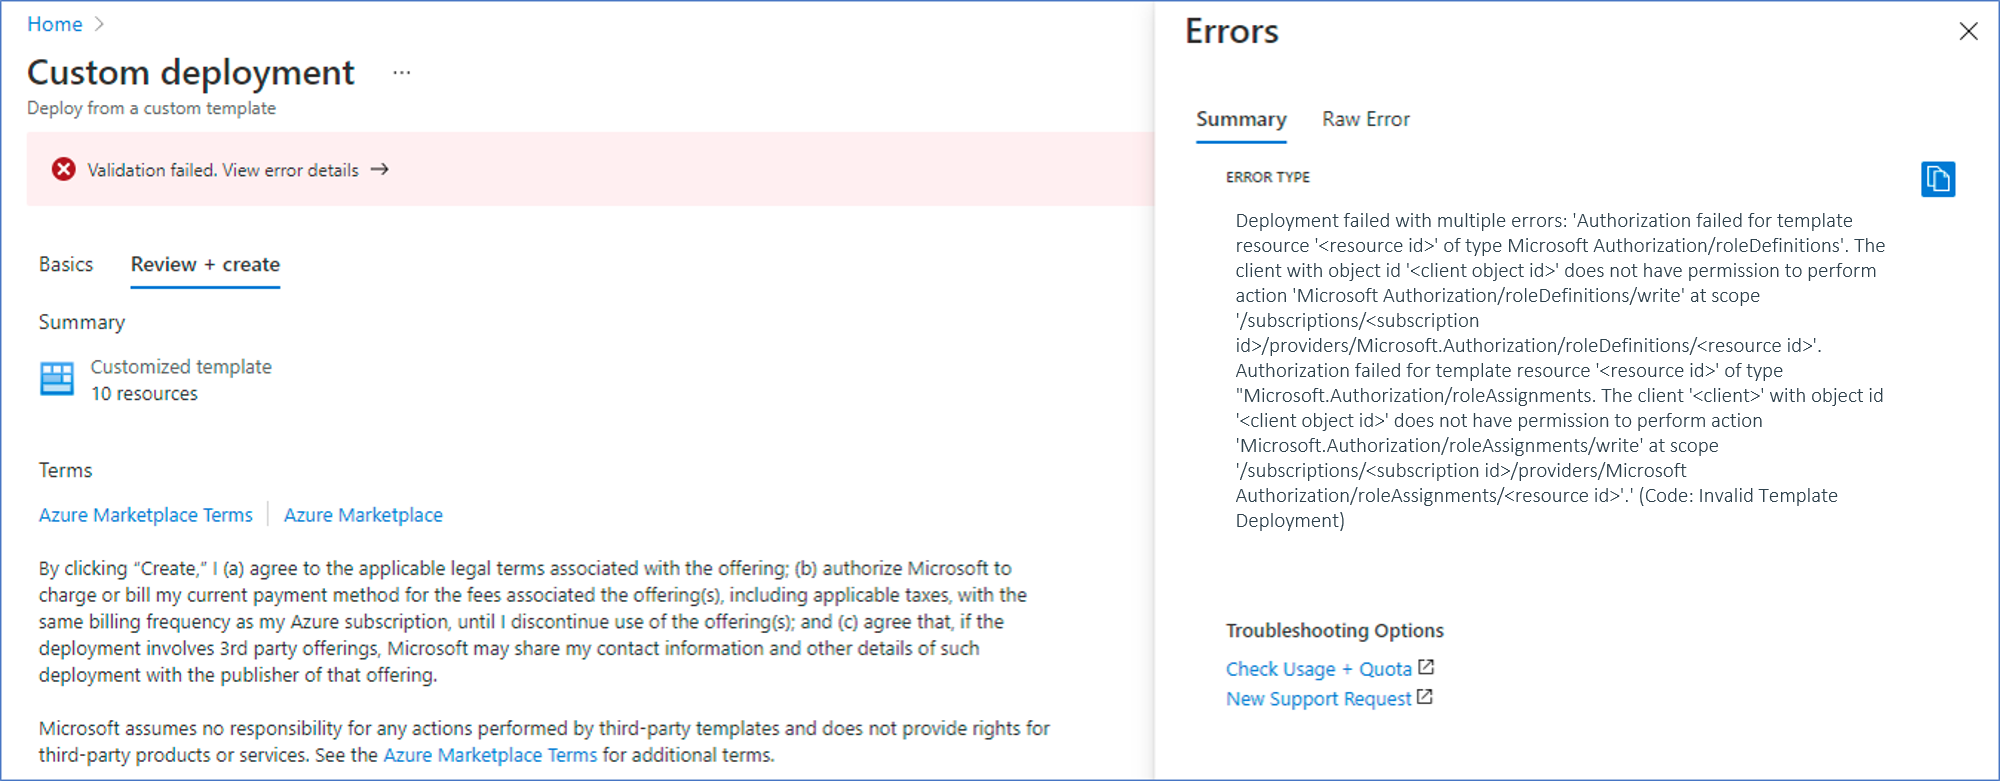 Home
Custom deployment ...
Deploy from a custom template
Validation failed. View error details →
Basics Review + create
Summary
Customized template
10 resources
Terms
Azure Marketplace Terms Azure Marketplace
By clicking “Create,” I (a) agree to the applicable legal terms associated with the offering; (b) authorize Microsoft to
charge or bill my current payment method for the fees associated the offering(s), including applicable taxes, with the
same billing frequency as my Azure subscription, until I discontinue use of the offering(s); and (c) agree that, if the
deployment involves 3rd party offerings, Microsoft may share my contact information and other details of such
deployment with the publisher of that offering.
Microsoft assumes no responsibility for any actions performed by third-party templates and does not provide rights for
third-party products or services. See the Azure Marketplace Terms for additional terms.
Errors
Summary Raw Error
ERROR TYPE
Deployment failed with multiple errors: 'Authorization failed for template
resource '<resource id>' of type Microsoft Authorization/roleDefinitions'. The
client with object id '<client object id>' does not have permission to perform
action 'Microsoft Authorization/roleDefinitions/write' at scope
'/subscriptions/<subscription
id>/providers/Microsoft.Authorization/roleDefinitions/<resource id>'.
Authorization failed for template resource '<resource id>' of type
"Microsoft.Authorization/roleAssignments. The client '<client>' with object id
'<client object id>' does not have permission to perform action
'Microsoft.Authorization/roleAssignments/write' at scope
'/subscriptions/<subscription id>/providers/Microsoft
Authorization/roleAssignments/<resource id>'.' (Code: Invalid Template
Deployment)
Troubleshooting Options
Check Usage + Quota
New Support Request